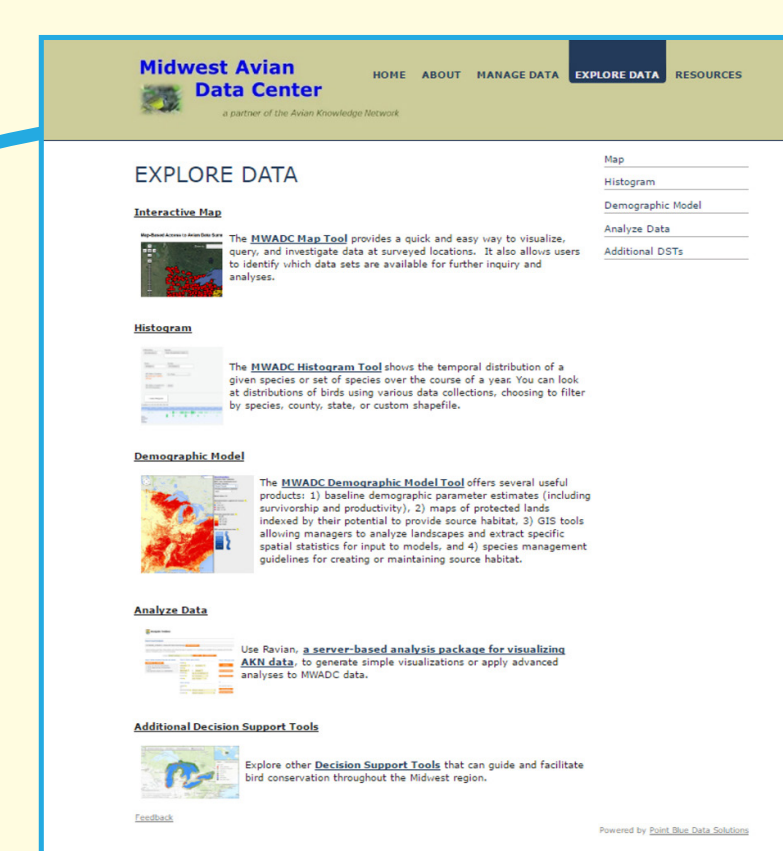 Midwest Avian
Data Center
a partner of the Avian Knowledge Network
HOME ABOUT MANAGE DATA EXPLORE DATA RESOURCES
EXPLORE DATA
Map
Histogram
Demographic Model
Analyze Data
Additional DSTs
Interactive Map
Map-Based Access to Avian Data
The MWADC Map Tool provides a quick and easy way to visualize,
query, and investigate data at surveyed locations. It also allows users
to identify which data sets are available for further inquiry and
analyses.
Histogram
The MWADC Histogram Tool shows the temporal distribution of a
given species or set of species over the course of a year. You can look
at distributions of birds using various data collections, choosing to filter
by species, county, state, or custom shapefile.
Demographic Model
The MWADC Demographic Model Tool offers several useful
products: 1) baseline demographic parameter estimates (including
survivorship and productivity), 2) maps of protected lands
indexed by their potential to provide source habitat, 3) GIS tools
allowing managers to analyze landscapes and extract specific
spatial statistics for input to models, and 4) species management
guidelines for creating or maintaining source habitat.
Analyze Data
Use Ravian, a server-based analysis package for visualizing
AKN data, to generate simple visualizations or apply advanced
analyses to MWADC data.
Additional Decision Support Tools
Explore other Decision Support Tools that can guide and facilitate
bird conservation throughout the Midwest region.
Feedback
Powered by Point Blue Data Solutions